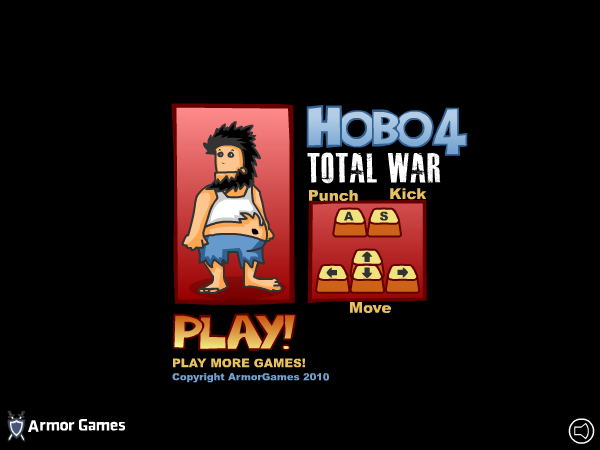 HOBO 4
TOTAL WAR
Punch Kick
A S
Move
PLAY!
PLAY MORE GAMES!
Copyright ArmorGames 2010
Armor Games